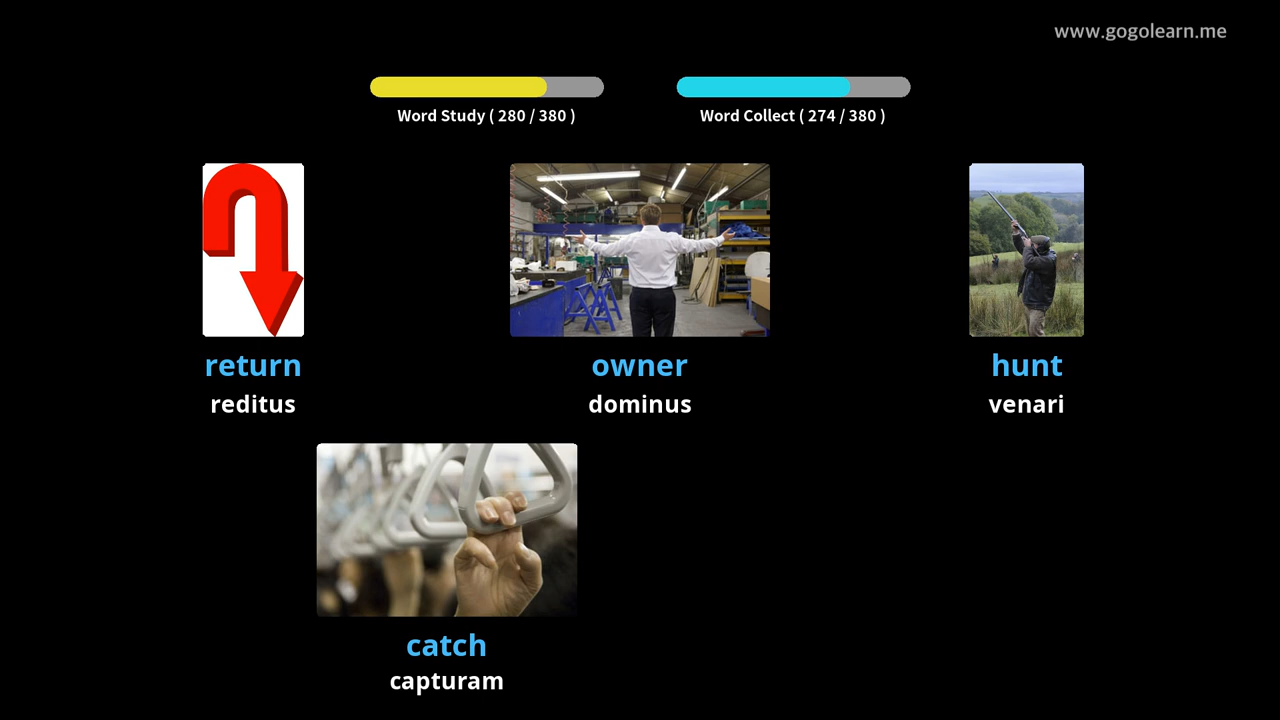 www.gogolearn.me
Word Study ( 280 / 380 )
Word Collect ( 274 / 380 )
return
reditus
owner
dominus
hunt
venari
catch
capturam